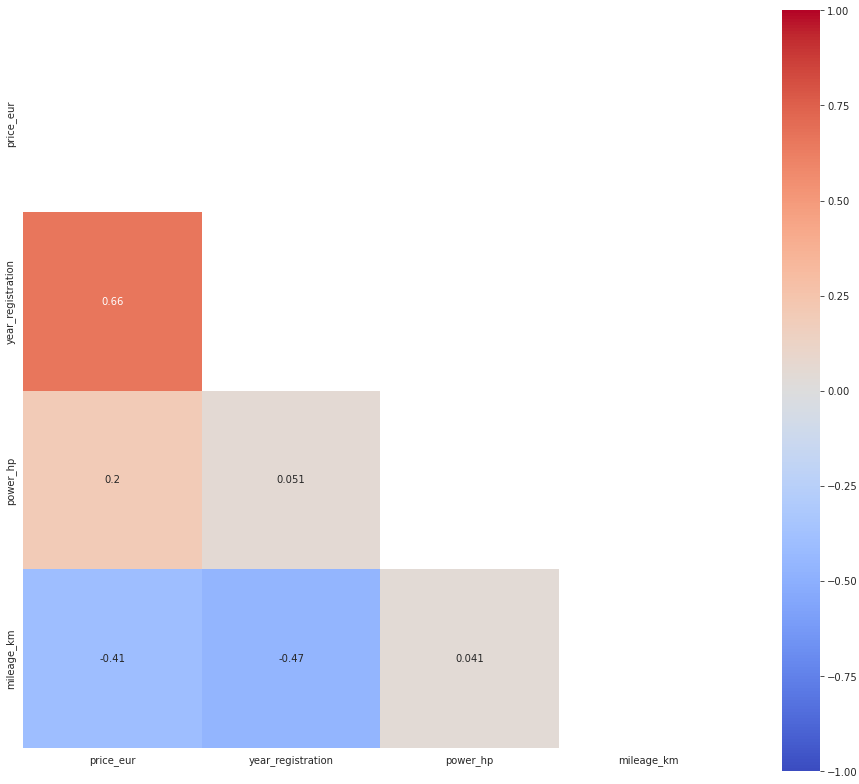 price_eur
year_registration
power_hp
mileage_km
0.66
0.2
0.051
-0.41
-0.47
0.041
price_eur
year_registration
power_hp
mileage_km
1.00
0.75
0.50
0.25
0.00
−0.25
−0.50
−0.75
−1.00